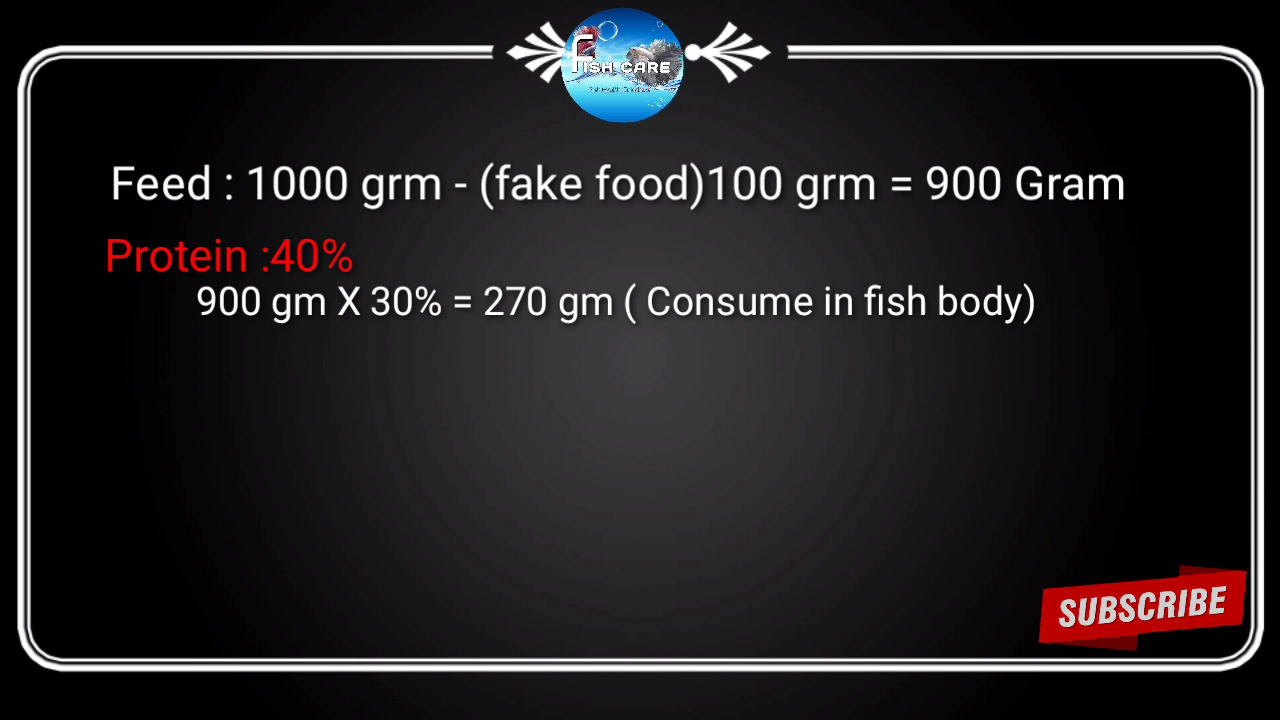 FISH CARE
Feed : 1000 grm - (fake food)100 grm = 900 Gram
Protein :40%
900 gm X 30% = 270 gm ( Consume in fish body)
SUBSCRIBE